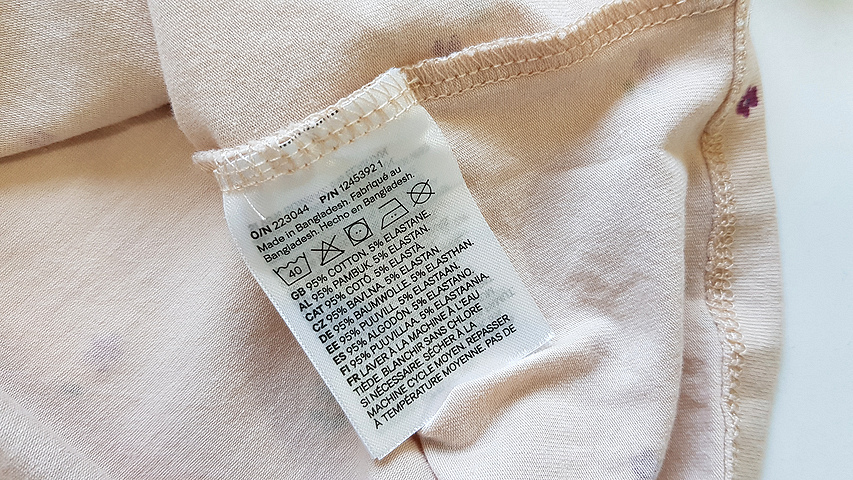 O/N 223044 P/N 1245392 1
Made in Bangladesh. Fabriqué au
Bangladesh. Hecho en Bangladesh.
40
GB 95% COTTON. 5% ELASTANE.
AL 95% PAMBUK. 5% ELASTAN.
CAT 95% COTÓ. 5% ELASTÀ.
CZ 95% BAVLNA. 5% ELASTAN.
DE 95% BAUMWOLLE. 5% ELASTHAN.
EE 95% PUUVILL. 5% ELASTAAN.
ES 95% ALGODÓN. 5% ELASTANO.
FI 95% PUUVILLAA. 5% ELASTAANIA.
FR LAVER À LA MACHINE À L'EAU
TIÈDE. BLANCHIR SANS CHLORE
SI NÉCESSAIRE. SÉCHER À LA
MACHINE CYCLE MOYEN. REPASSER
À TEMPÉRATURE MOYENNE. PAS DE